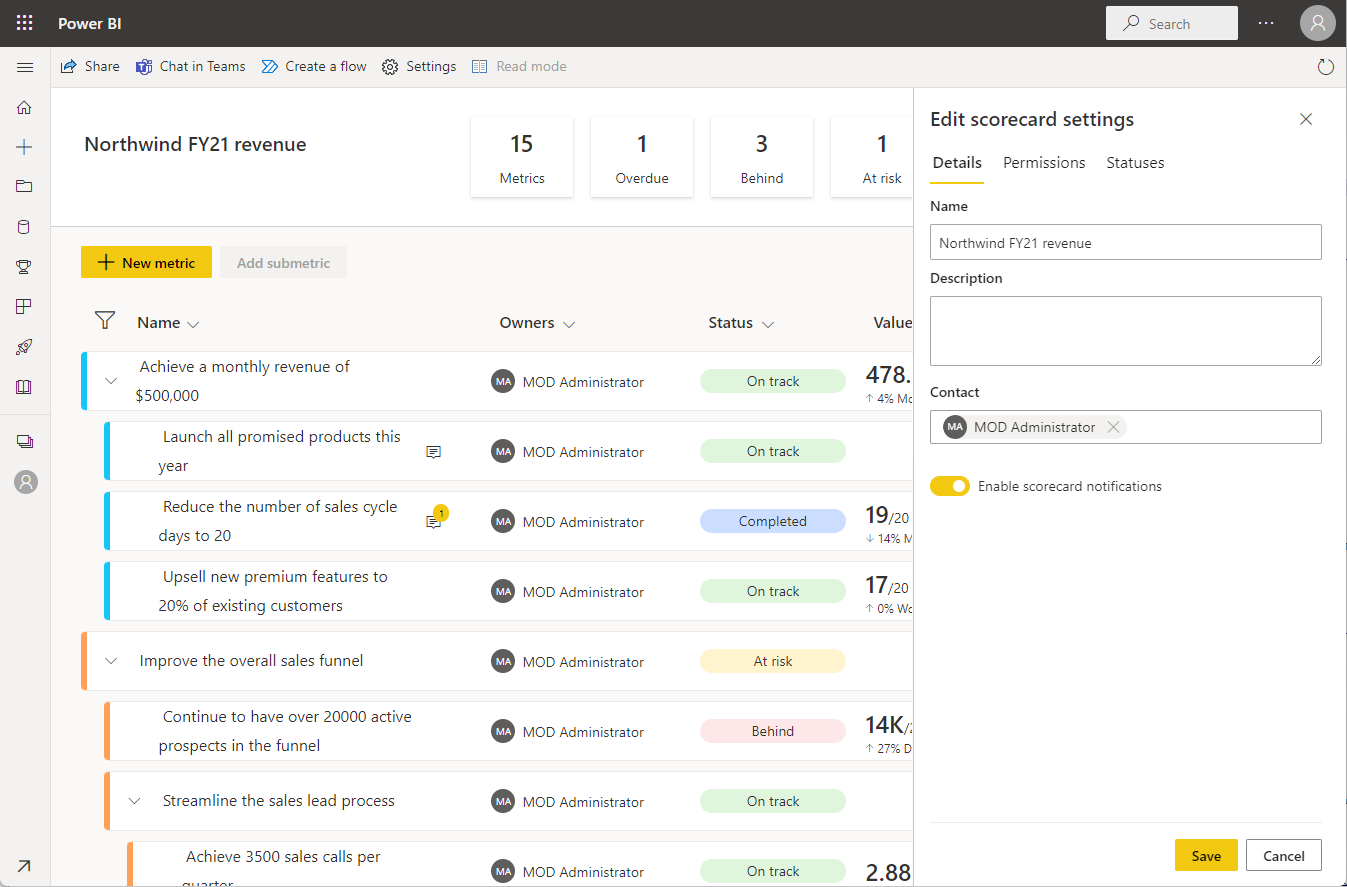 Power BI
Search
Share
Chat in Teams
Create a flow
Settings
Read mode
Northwind FY21 revenue
15
Metrics
1
Overdue
3
Behind
1
At risk
New metric
Add submetric
Name
Owners
Status
Value
Achieve a monthly revenue of
$500,000
MA MOD Administrator
On track
478.
↑ 4% Mo
Launch all promised products this
year
MA MOD Administrator
On track
Reduce the number of sales cycle
days to 20
1
MA MOD Administrator
Completed
19/20
↓ 14% M
Upsell new premium features to
20% of existing customers
MA MOD Administrator
On track
17/20
↑ 0% Wo
Improve the overall sales funnel
MA MOD Administrator
At risk
Continue to have over 20000 active
prospects in the funnel
MA MOD Administrator
Behind
14K/2
↑ 27% D
Streamline the sales lead process
MA MOD Administrator
On track
Achieve 3500 sales calls per
quarter
MA MOD Administrator
On track
2.88
Edit scorecard settings
Details
Permissions
Statuses
Name
Northwind FY21 revenue
Description
Contact
MA MOD Administrator
Enable scorecard notifications
Save
Cancel